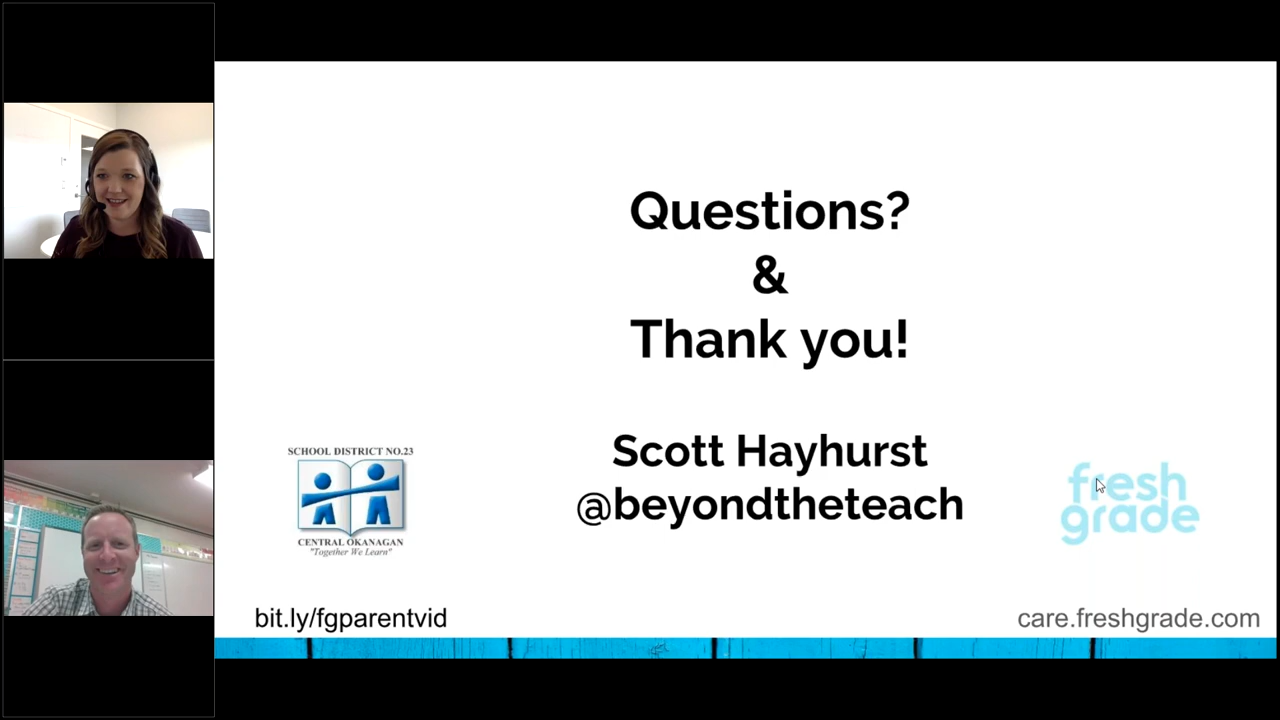 Questions?
&
Thank you!
Scott Hayhurst
@beyondtheteach
SCHOOL DISTRICT NO.23
CENTRAL OKANAGAN
"Together We Learn"
fresh
grade
bit.ly/fgparentvid
care.freshgrade.com